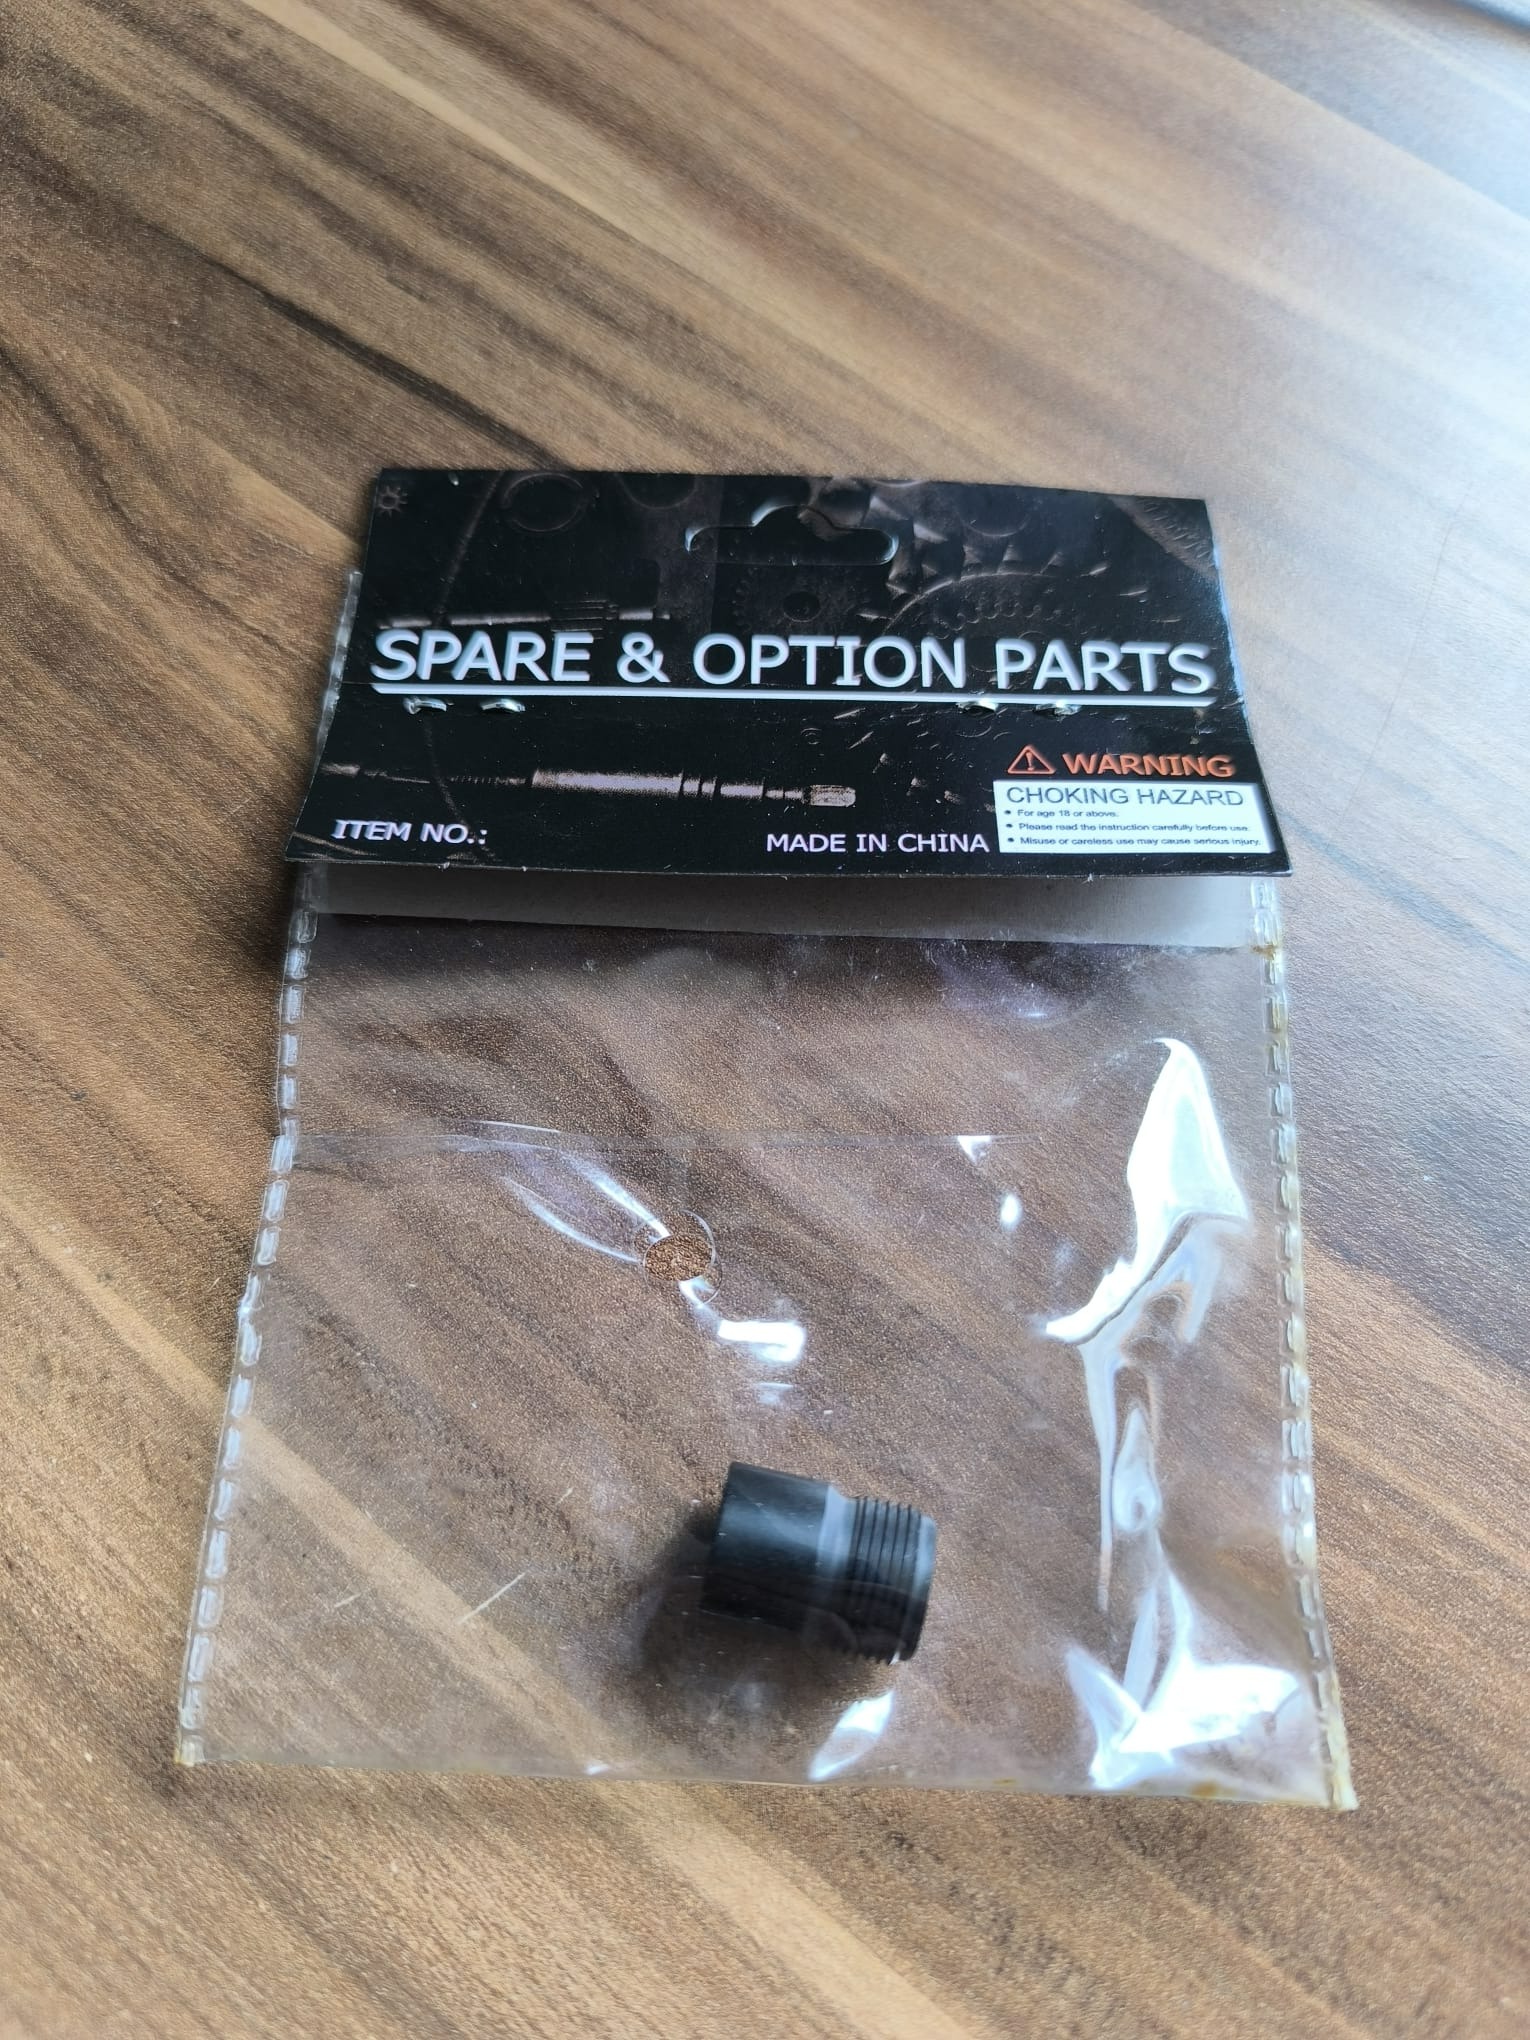 SPARE & OPTION PARTS
WARNING
CHOKING HAZARD
• For age 18 or above.
• Please read the instruction carefully before use.
• Misuse or careless use may cause serious injury.
ITEM NO.:
MADE IN CHINA